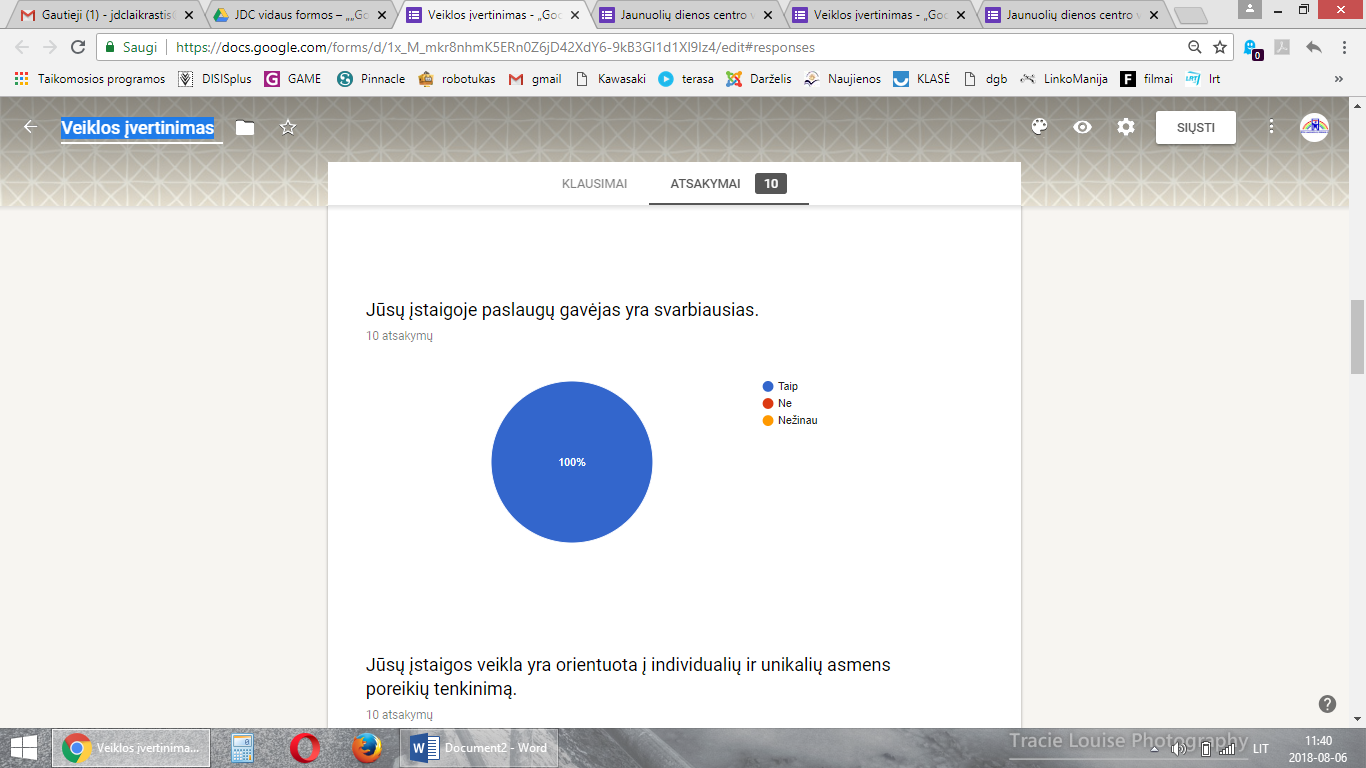 Gautieji (1) - jdclaikrastis
JDC vidaus formos – „Go
Veiklos įvertinimas - „Goo
Jaunuolių dienos centro v
Veiklos įvertinimas - „Goo
Jaunuolių dienos centro v
Saugi
https://docs.google.com/forms/d/1x_M_mkr8nhmK5ERn0Z6jD42XdY6-9kB3Gl1d1Xl9Iz4/edit#responses
0
Taikomosios programos
DISISplus
GAME
Pinnacle
robotukas
gmail
Kawasaki
terasa
Darželis
Naujienos
KLASĖ
dgb
LinkoManija
filmai
lrt
»
Veiklos įvertinimas
SIŲSTI
KLAUSIMAI
ATSAKYMAI 10
Jūsų įstaigoje paslaugų gavėjas yra svarbiausias.
10 atsakymų
100%
Taip
Ne
Nežinau
Jūsų įstaigos veikla yra orientuota į individualių ir unikalių asmens
poreikių tenkinimą.
10 atsakymų
Veiklos įvertinima...
Document2 - Word
Tracie Louise Photography
LIT
11:40
2018-08-06